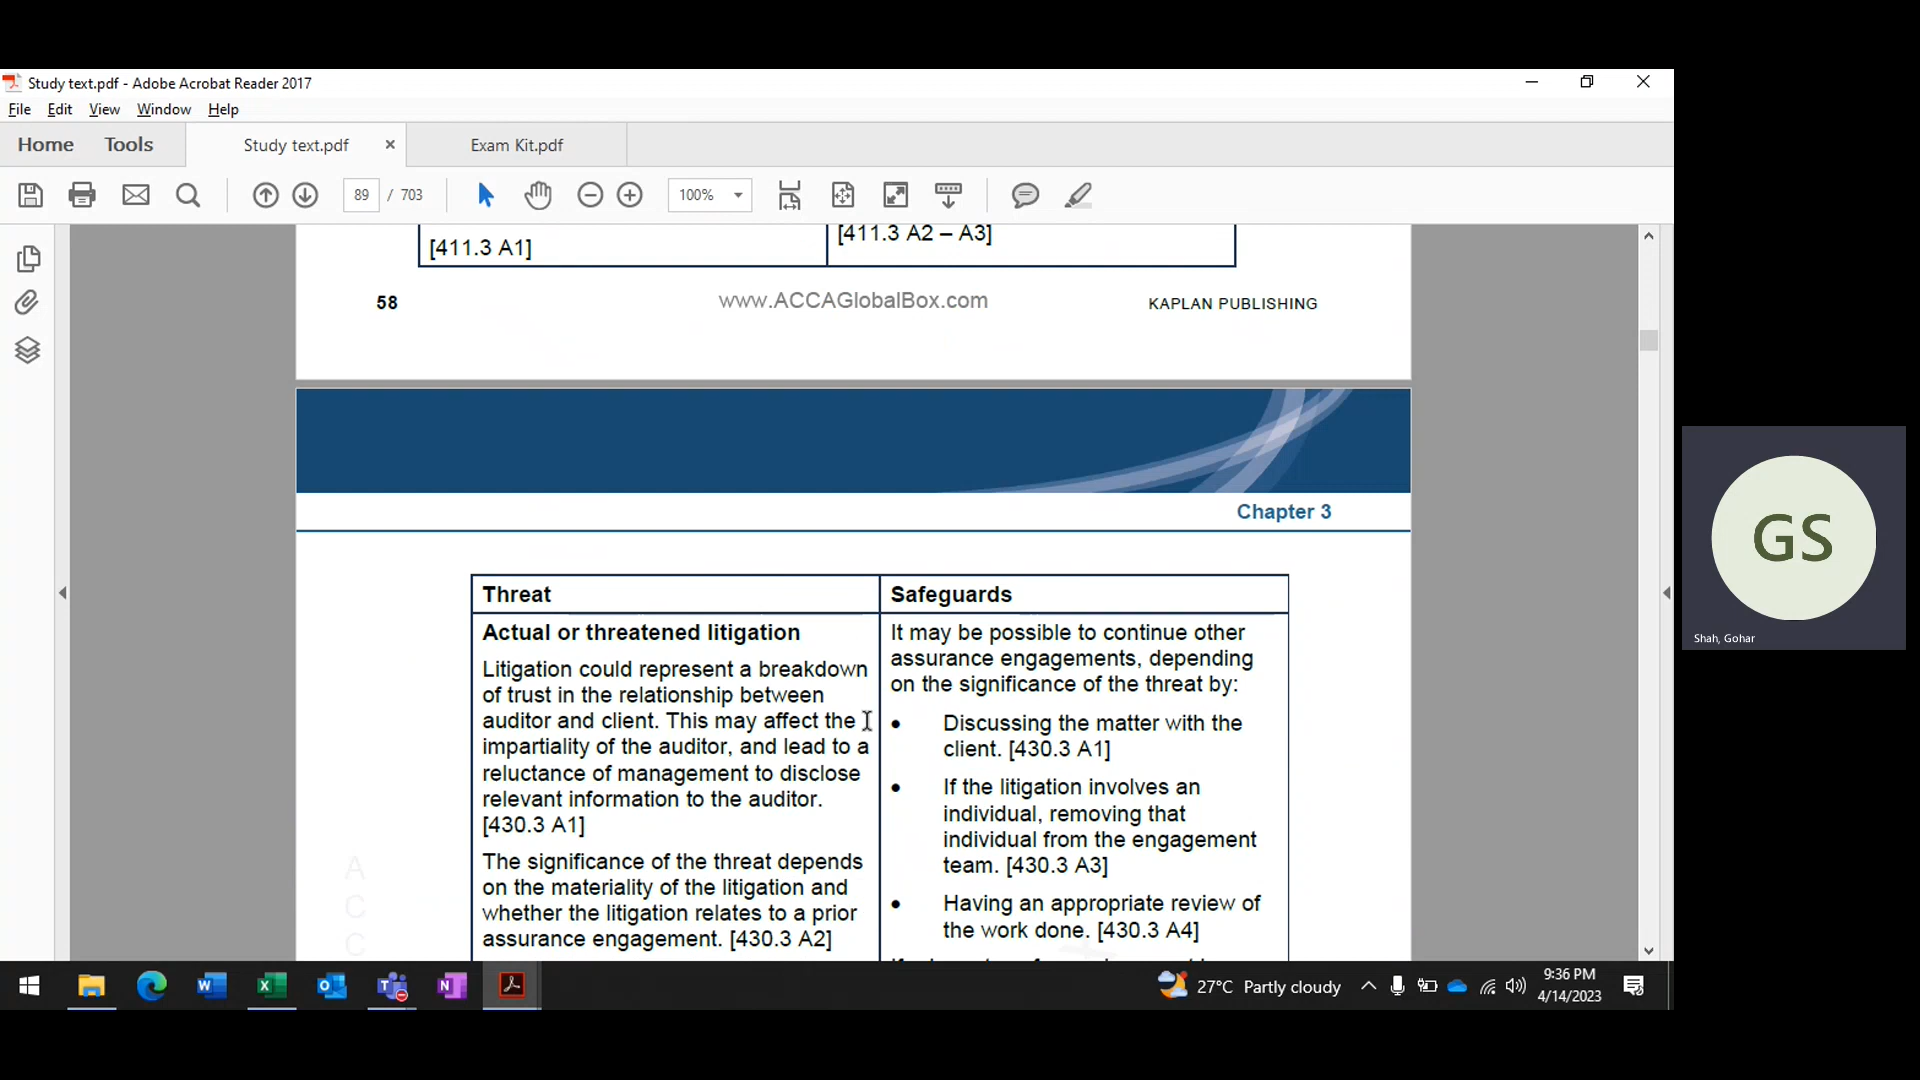 Study text.pdf - Adobe Acrobat Reader 2017
File Edit View Window Help
Home Tools Study text.pdf Exam Kit.pdf
89 / 703 100%
[411.3 A1] [411.3 A2 – A3]
58 www.ACCAGlobalBox.com KAPLAN PUBLISHING
Chapter 3
Threat
Actual or threatened litigation
Litigation could represent a breakdown
of trust in the relationship between
auditor and client. This may affect the
impartiality of the auditor, and lead to a
reluctance of management to disclose
relevant information to the auditor.
[430.3 A1]
The significance of the threat depends
on the materiality of the litigation and
whether the litigation relates to a prior
assurance engagement. [430.3 A2]
Safeguards
It may be possible to continue other
assurance engagements, depending
on the significance of the threat by:
• Discussing the matter with the
client. [430.3 A1]
• If the litigation involves an
individual, removing that
individual from the engagement
team. [430.3 A3]
• Having an appropriate review of
the work done. [430.3 A4]
A
C
C
GS
Shah, Gohar
27°C Partly cloudy
9:36 PM
4/14/2023